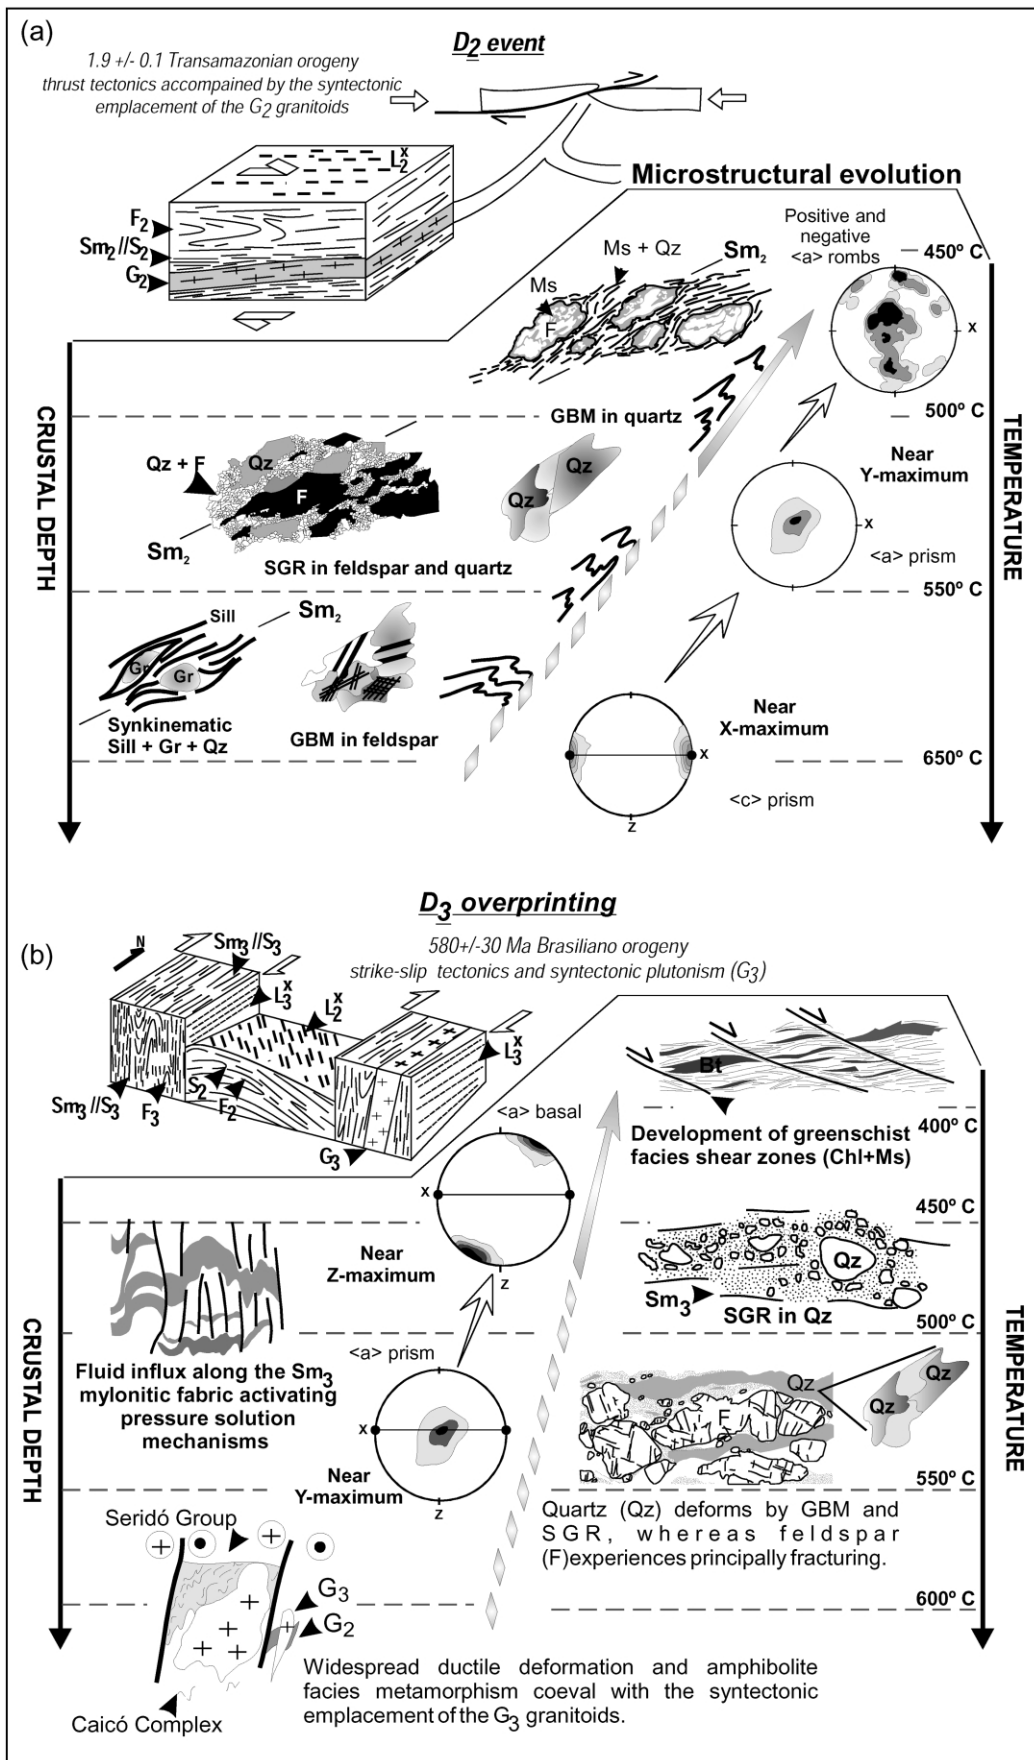 (a)
D2 event
1.9 +/- 0.1 Transamazonian orogeny
thrust tectonics accompained by the syntectonic
emplacement of the G2 granitoids
L2x
F2
Sm2//S2
G2
Microstructural evolution
Positive and
negative
<a> rombs
450º C
Ms + Qz
Sm2
Ms
F
x
CRUSTAL DEPTH
TEMPERATURE
500º C
GBM in quartz
Qz + F
Qz
F
Qz
Qz
Near
Y-maximum
x
<a> prism
Sm2
SGR in feldspar and quartz
550º C
Sill
Sm2
Gr
Gr
Synkinematic
Sill + Gr + Qz
GBM in feldspar
Near
X-maximum
x
650º C
<c> prism
z
D3 overprinting
(b)
580+/-30 Ma Brasiliano orogeny
strike-slip tectonics and syntectonic plutonism (G3)
N
Sm3//S3
L3x
L2x
L3x
S2
F2
Sm3//S3
F3
G3
Bt
<a> basal
400º C
Development of greenschist
facies shear zones (Chl+Ms)
x
z
450º C
Near
Z-maximum
Qz
Sm3
SGR in Qz
500º C
CRUSTAL DEPTH
TEMPERATURE
Fluid influx along the Sm3
mylonitic fabric activating
pressure solution
mechanisms
<a> prism
x
Near
Y-maximum
z
Qz
F
Qz
Qz
550º C
Quartz (Qz) deforms by GBM and
SGR, whereas feldspar
(F)experiences principally fracturing.
Seridó Group
G3
G2
600º C
Caicó Complex
Widespread ductile deformation and amphibolite
facies metamorphism coeval with the syntectonic
emplacement of the G3 granitoids.